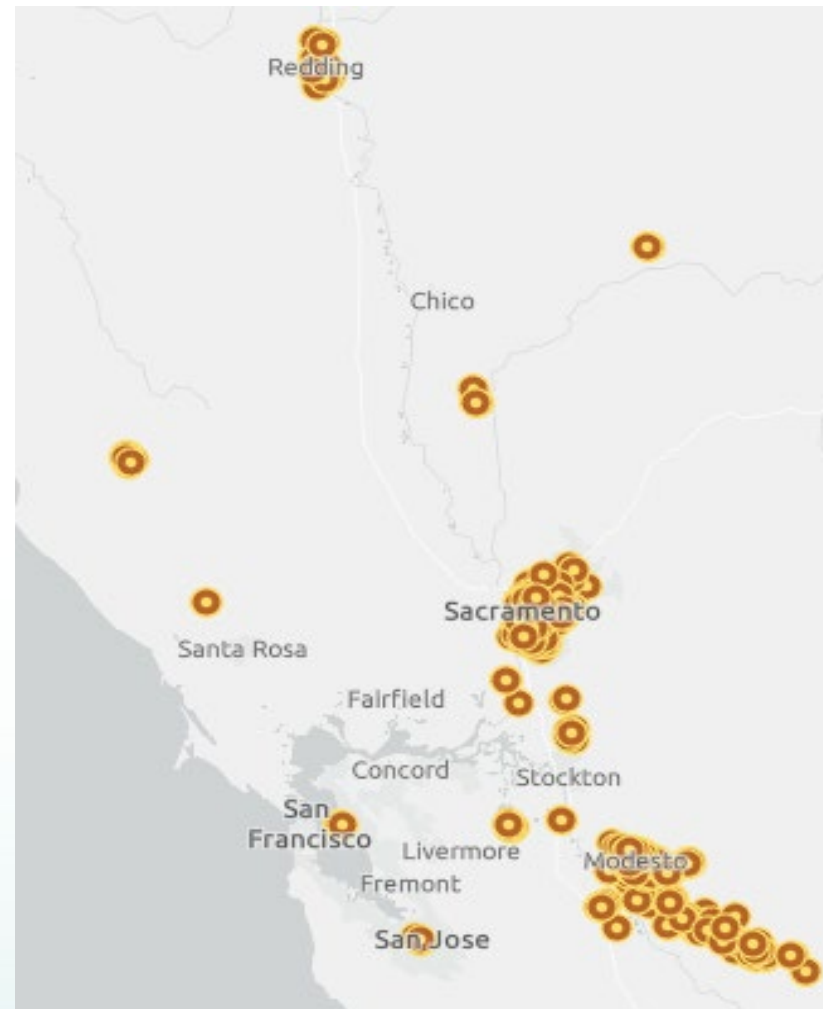 Redding
Chico
Sacramento
Santa Rosa
Fairfield
Concord
Stockton
San
Francisco
Livermore
Modesto
Fremont
San Jose